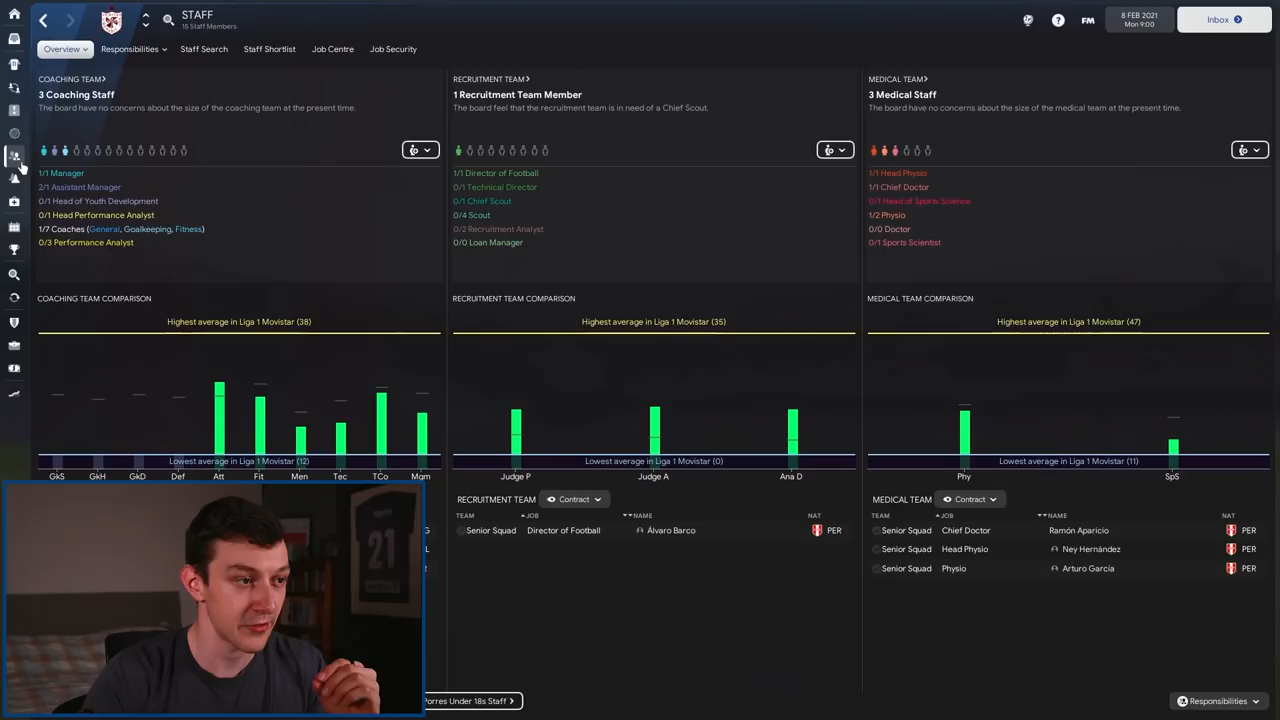 STAFF
15 Staff Members
FM
8 FEB 2021
Mon 9:00
Inbox
Overview
Responsibilities
Staff Search
Staff Shortlist
Job Centre
Job Security
COACHING TEAM
3 Coaching Staff
The board have no concerns about the size of the coaching team at the present time.
1/1 Manager
2/1 Assistant Manager
0/1 Head of Youth Development
0/1 Head Performance Analyst
1/7 Coaches (General, Goalkeeping, Fitness)
0/3 Performance Analyst
RECRUITMENT TEAM
1 Recruitment Team Member
The board feel that the recruitment team is in need of a Chief Scout.
1/1 Director of Football
0/1 Technical Director
0/1 Chief Scout
0/4 Scout
0/2 Recruitment Analyst
0/0 Loan Manager
MEDICAL TEAM
3 Medical Staff
The board have no concerns about the size of the medical team at the present time.
1/1 Head Physio
1/1 Chief Doctor
0/1 Head of Sports Science
1/2 Physio
0/0 Doctor
0/1 Sports Scientist
COACHING TEAM COMPARISON
Highest average in Liga 1 Movistar (38)
Lowest average in Liga 1 Movistar (12)
GkS GkH GkD Def Att Fit Men Tec TCo Mgm
RECRUITMENT TEAM COMPARISON
Highest average in Liga 1 Movistar (35)
Lowest average in Liga 1 Movistar (0)
Judge P Judge A Ana D
MEDICAL TEAM COMPARISON
Highest average in Liga 1 Movistar (47)
Lowest average in Liga 1 Movistar (11)
Phy SpS
RECRUITMENT TEAM Contract
TEAM JOB NAME NAT
Senior Squad Director of Football Álvaro Barco PER
MEDICAL TEAM Contract
TEAM JOB NAME NAT
Senior Squad Chief Doctor Ramón Aparicio PER
Senior Squad Head Physio Ney Hernández PER
Senior Squad Physio Arturo García PER
21
Porres Under 18s Staff
Responsibilities